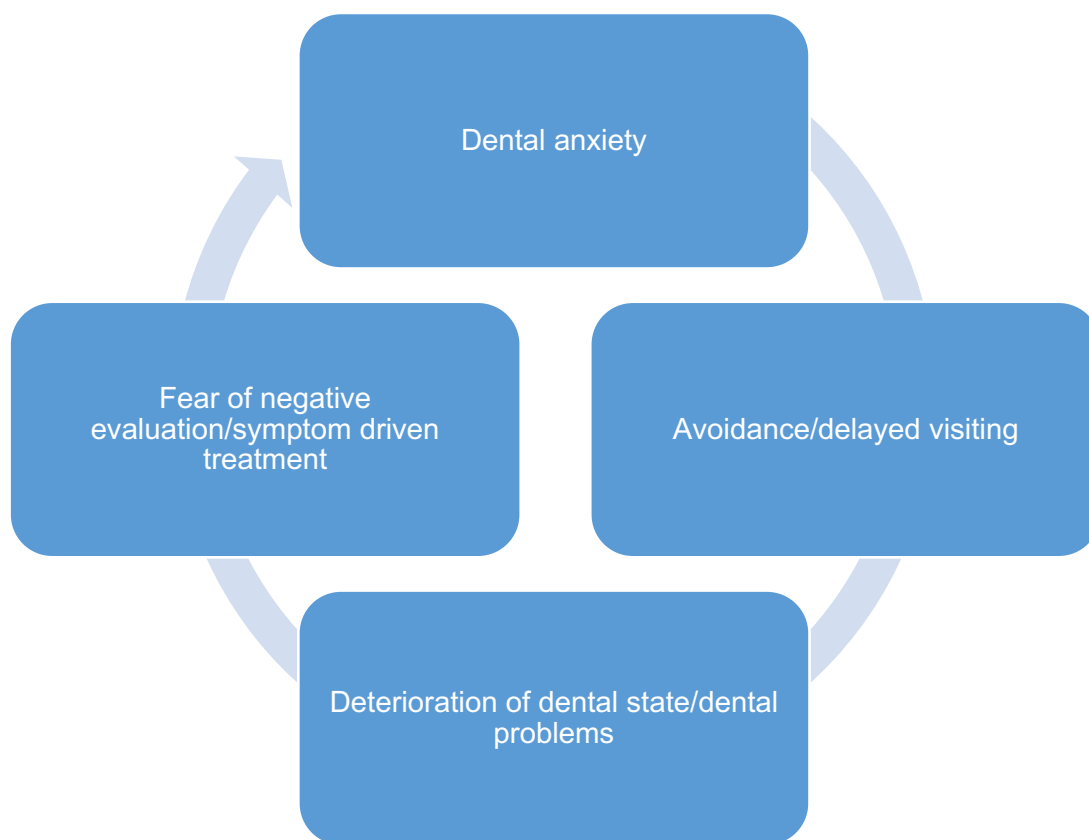 Dental anxiety
Fear of negative
evaluation/symptom driven
treatment
Avoidance/delayed visiting
Deterioration of dental state/dental
problems